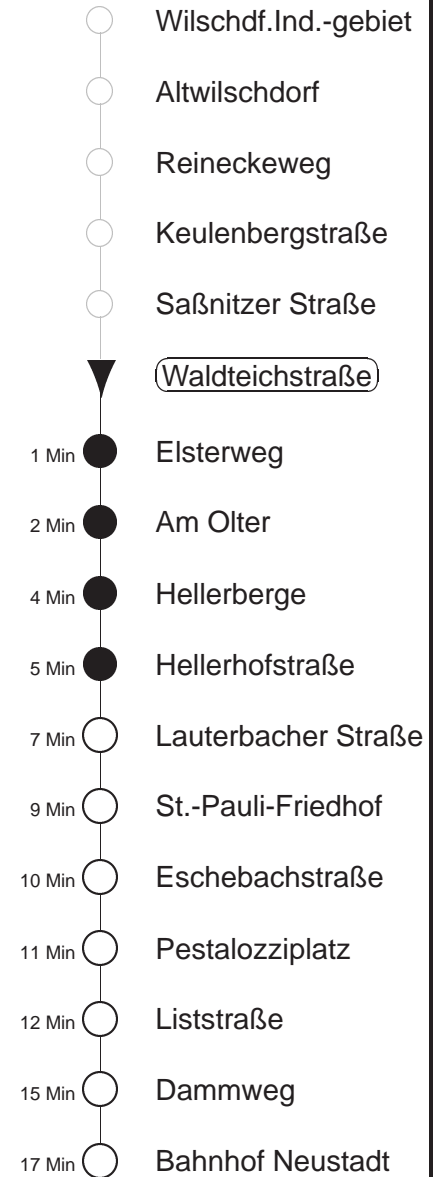 Wilschdf.Ind.-gebiet
Altwilschdorf
Reineckeweg
Keulenbergstraße
Saßnitzer Straße
Waldteichstraße
1 Min Elsterweg
2 Min Am Olter
4 Min Hellerberge
5 Min Hellerhofstraße
7 Min Lauterbacher Straße
9 Min St.-Pauli-Friedhof
10 Min Eschebachstraße
11 Min Pestalozziplatz
12 Min Liststraße
15 Min Dammweg
17 Min Bahnhof Neustadt